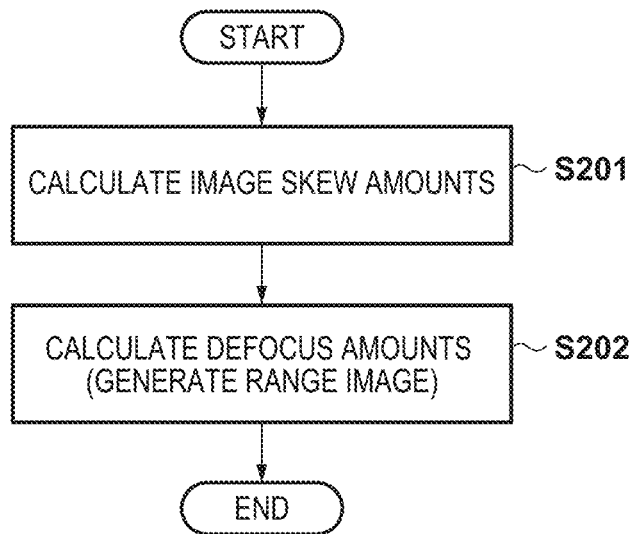 START
CALCULATE IMAGE SKEW AMOUNTS
S201
CALCULATE DEFOCUS AMOUNTS
(GENERATE RANGE IMAGE)
S202
END